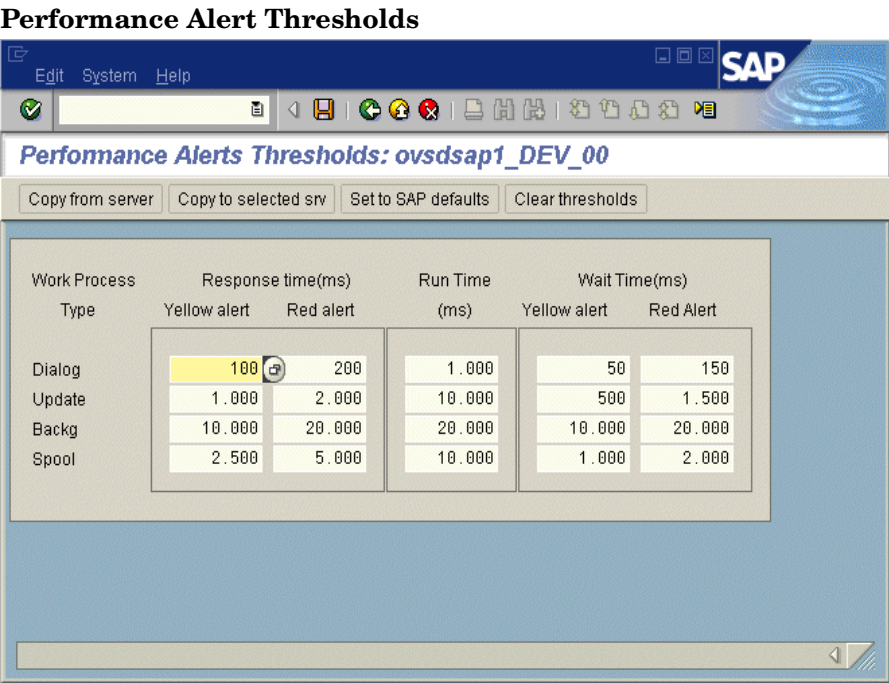 Performance Alert Thresholds
SAP
Edit System Help
Performance Alerts Thresholds: ovsdsap1_DEV_00
Copy from server Copy to selected srv Set to SAP defaults Clear thresholds
Work Process Response time(ms) Run Time Wait Time(ms)
Type Yellow alert Red alert (ms) Yellow alert Red Alert
Dialog 100 200 1.000 50 150
Update 1.000 2.000 10.000 500 1.500
Backg 10.000 20.000 20.000 10.000 20.000
Spool 2.500 5.000 10.000 1.000 2.000